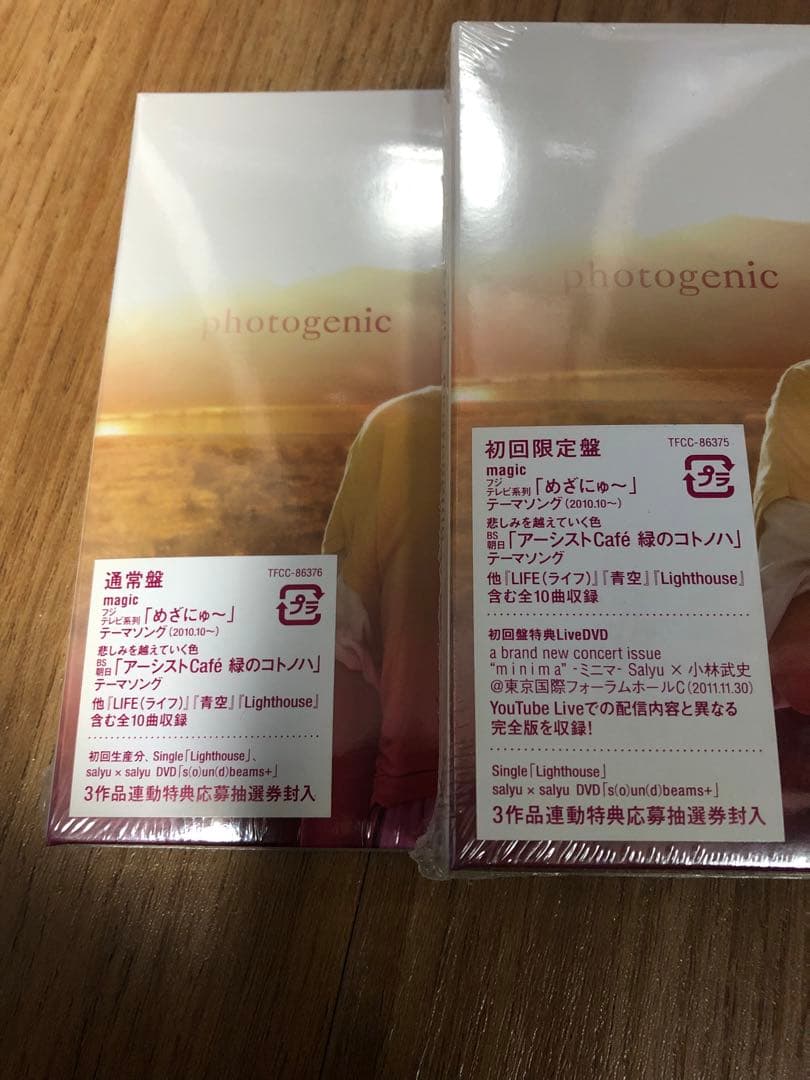 photogenic
通常盤
TFCC-86376
magic
プラ
フジ
テレビ系列「めざにゅ〜」
テーマソング(2010.10〜)
悲しみを越えていく色
BS
朝日「アーシストCafé 緑のコトノハ」
テーマソング
他『LIFE(ライフ)』『青空』『Lighthouse』
含む全10曲収録
初回生産分、Single「Lighthouse」、
salyu × salyu DVD「s(o)un(d)beams+」
3作品連動特典応募抽選券封入
photogenic
初回限定盤
TFCC-86375
magic
プラ
フジ
テレビ系列「めざにゅ〜」
テーマソング(2010.10〜)
悲しみを越えていく色
BS
朝日「アーシストCafé 緑のコトノハ」
テーマソング
他『LIFE(ライフ)』『青空』『Lighthouse』
含む全10曲収録
初回盤特典LiveDVD
a brand new concert issue
“minima” -ミニマ- Salyu × 小林武史
@東京国際フォーラムホールC(2011.11.30)
YouTube Liveでの配信内容と異なる
完全版を収録!
Single「Lighthouse」
salyu × salyu DVD「s(o)un(d)beams+」
3作品連動特典応募抽選券封入